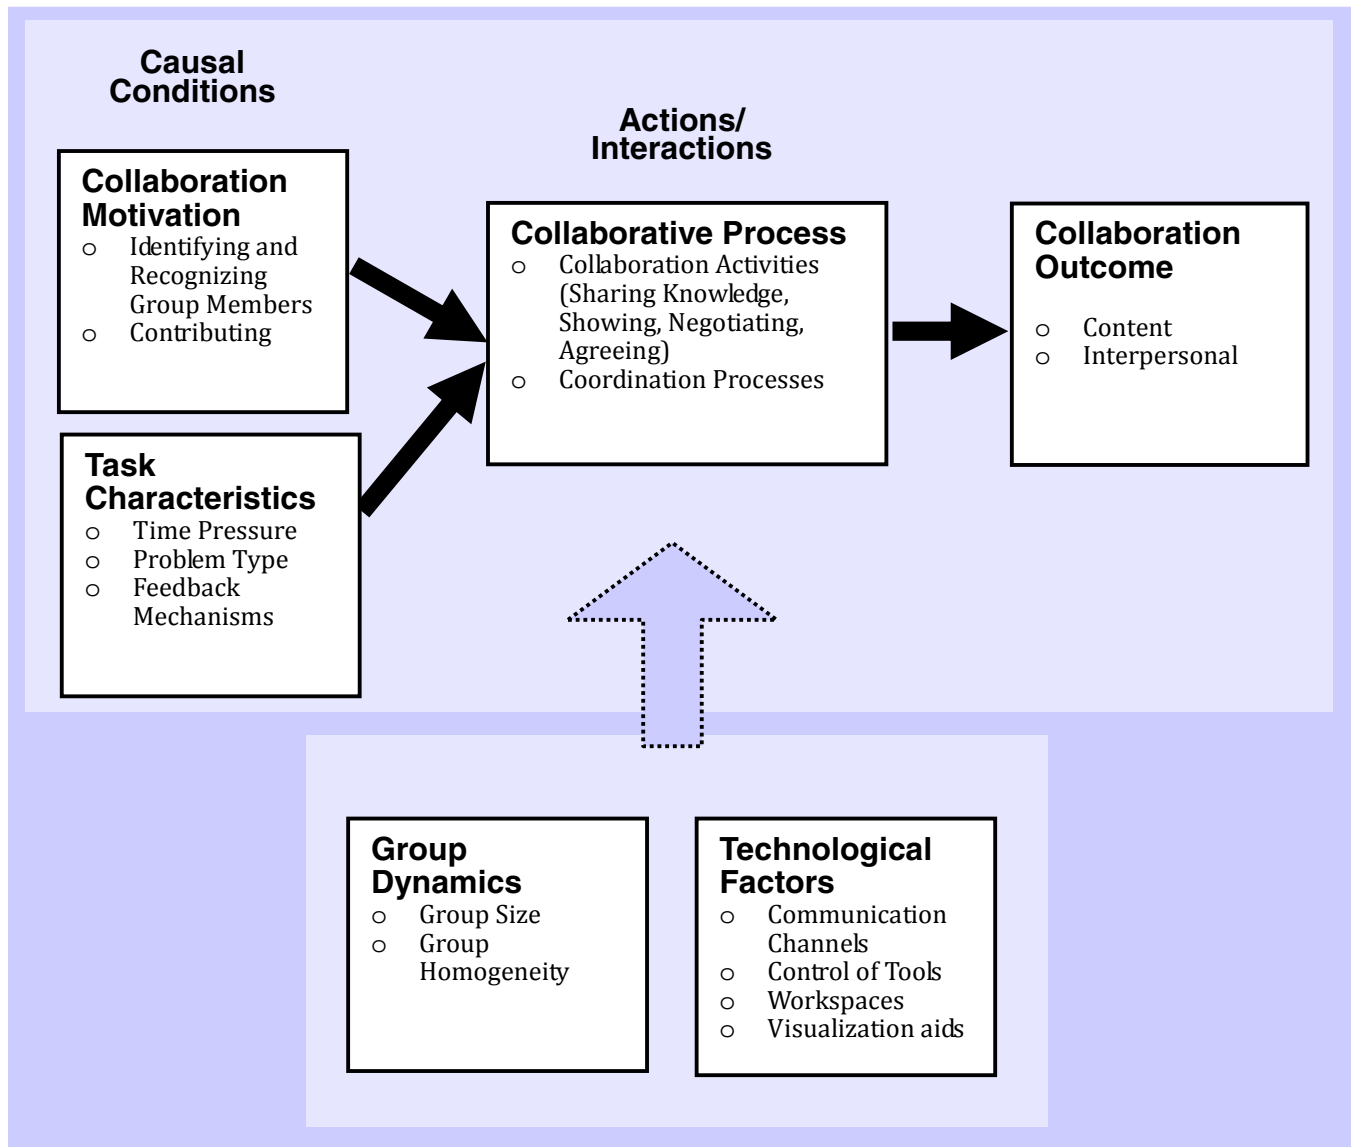 Causal
Conditions
Actions/
Interactions
Collaboration
Motivation
o Identifying and
Recognizing
Group Members
o Contributing
Task
Characteristics
o Time Pressure
o Problem Type
o Feedback
Mechanisms
Collaborative Process
o Collaboration Activities
(Sharing Knowledge,
Showing, Negotiating,
Agreeing)
o Coordination Processes
Collaboration
Outcome
o Content
o Interpersonal
Group
Dynamics
o Group Size
o Group
Homogeneity
Technological
Factors
o Communication
Channels
o Control of Tools
o Workspaces
o Visualization aids